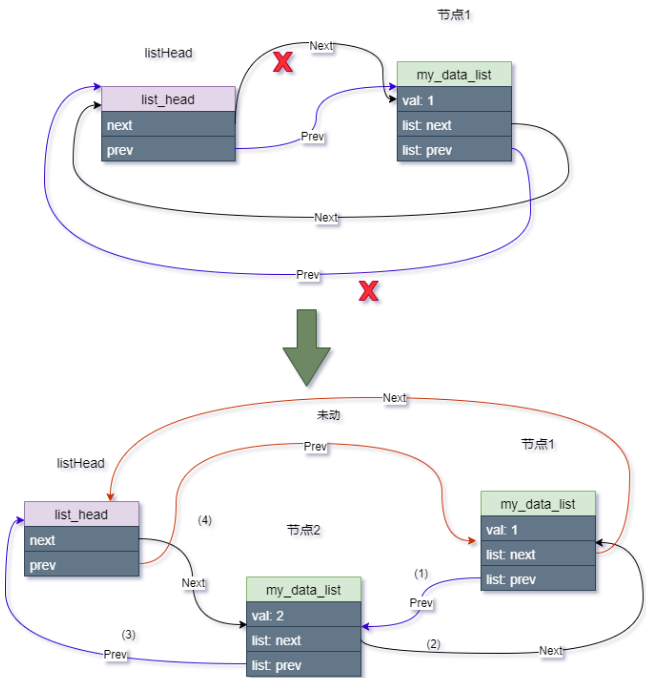 节点1
listHead
Next
X
my_data_list
list_head
val: 1
next
list: next
Prev
prev
list: prev
Next
Prev
X
Next
未动
Prev
节点1
listHead
list_head
my_data_list
(4)
节点2
val: 1
next
list: next
prev
(1)
list: prev
Next
my_data_list
Prev
val: 2
(3)
list: next
(2)
Prev
list: prev
Next